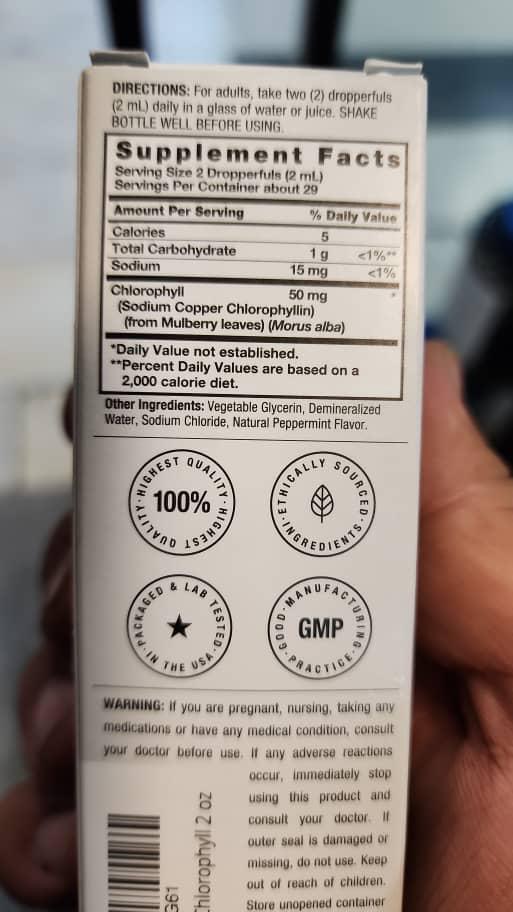 DIRECTIONS: For adults, take two (2) dropperfuls
(2 mL) daily in a glass of water or juice. SHAKE
BOTTLE WELL BEFORE USING.
Supplement Facts
Serving Size 2 Dropperfuls (2 mL)
Servings Per Container about 29
Amount Per Serving % Daily Value
Calories 5
Total Carbohydrate 1 g <1%**
Sodium 15 mg <1%
Chlorophyll 50 mg *
(Sodium Copper Chlorophyllin)
(from Mulberry leaves) (Morus alba)
*Daily Value not established.
**Percent Daily Values are based on a
2,000 calorie diet.
Other Ingredients: Vegetable Glycerin, Demineralized
Water, Sodium Chloride, Natural Peppermint Flavor.
HIGHEST QUALITY · HIGHEST QUALITY ·
100%
ETHICALLY SOURCED · INGREDIENTS ·
PACKAGED & LAB TESTED · IN THE USA ·
GOOD · MANUFACTURING · PRACTICE ·
GMP
WARNING: If you are pregnant, nursing, taking any
medications or have any medical condition, consult
your doctor before use. If any adverse reactions
occur, immediately stop
using this product and
consult your doctor. If
outer seal is damaged or
missing, do not use. Keep
out of reach of children.
Store unopened container
G61
Chlorophyll 2 oz